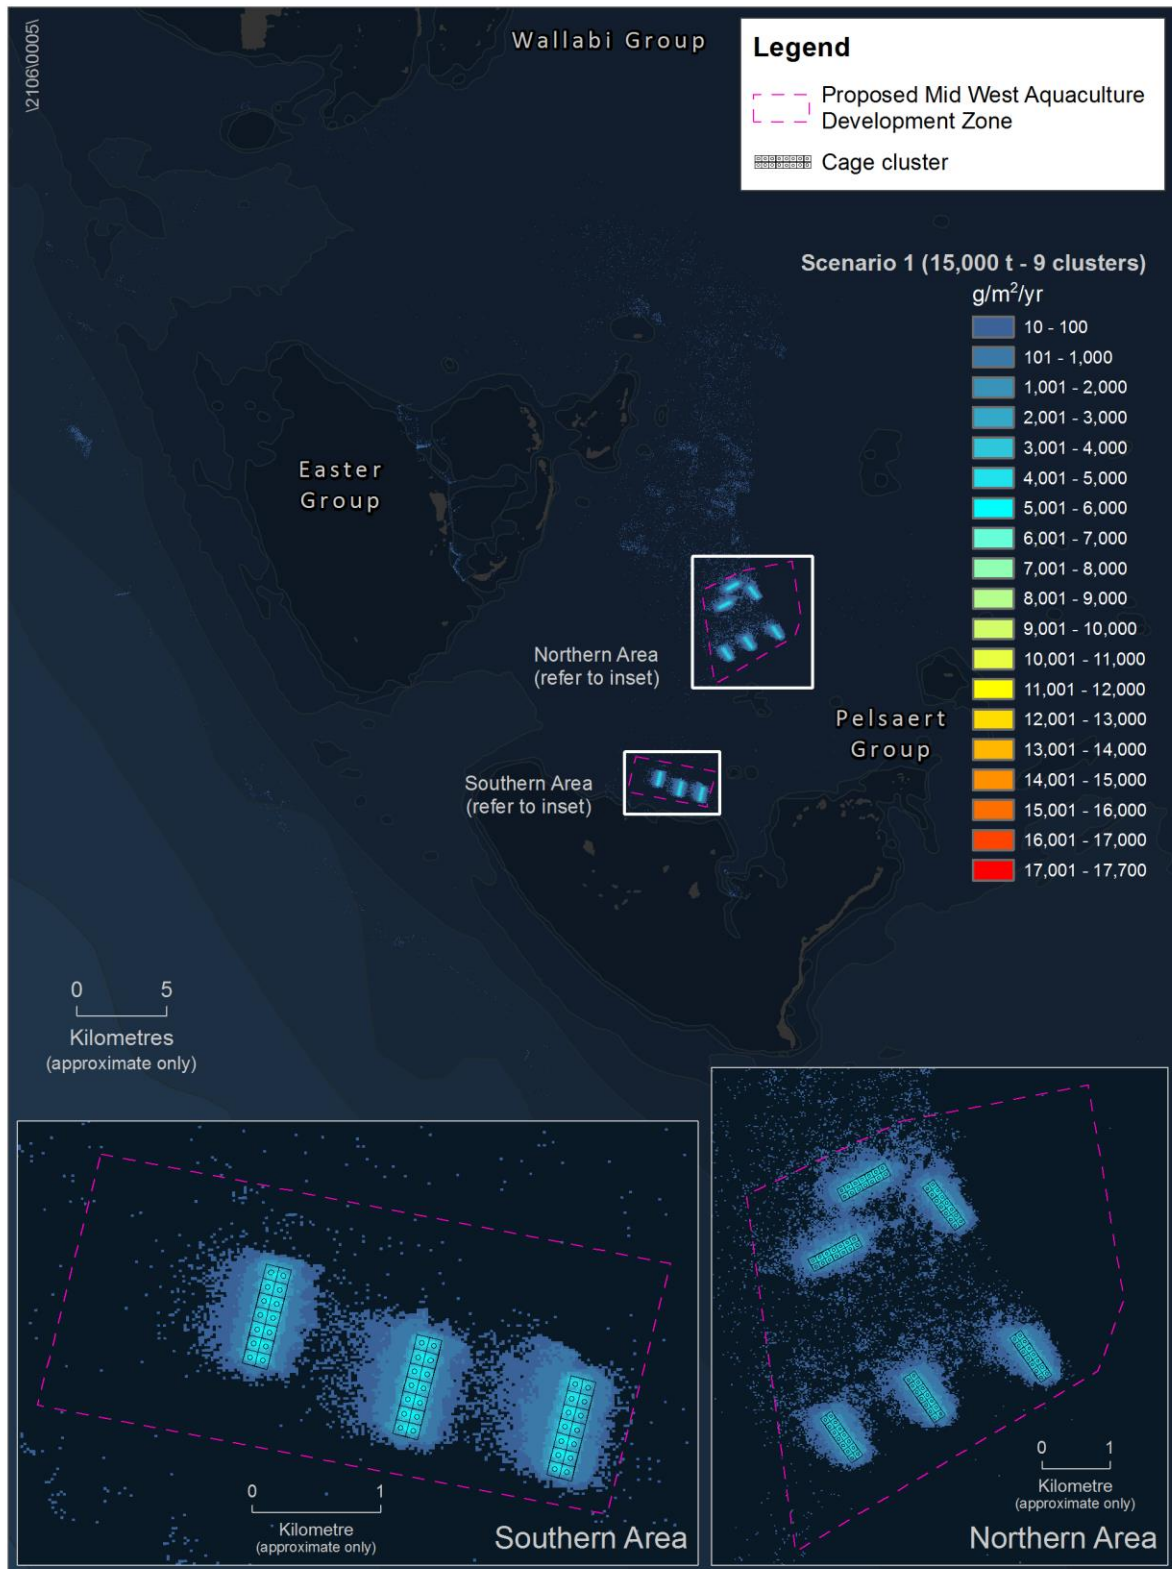 \2106\0005\
Wallabi Group
Legend
Proposed Mid West Aquaculture
Development Zone
Cage cluster
Scenario 1 (15,000 t - 9 clusters)
g/m²/yr
10 - 100
101 - 1,000
1,001 - 2,000
2,001 - 3,000
3,001 - 4,000
4,001 - 5,000
5,001 - 6,000
6,001 - 7,000
7,001 - 8,000
8,001 - 9,000
9,001 - 10,000
10,001 - 11,000
11,001 - 12,000
12,001 - 13,000
13,001 - 14,000
14,001 - 15,000
15,001 - 16,000
16,001 - 17,000
17,001 - 17,700
Easter
Group
Northern Area
(refer to inset)
Pelsaert
Group
Southern Area
(refer to inset)
0 5
Kilometres
(approximate only)
0 1
Kilometre
(approximate only)
Southern Area
0 1
Kilometre
(approximate only)
Northern Area